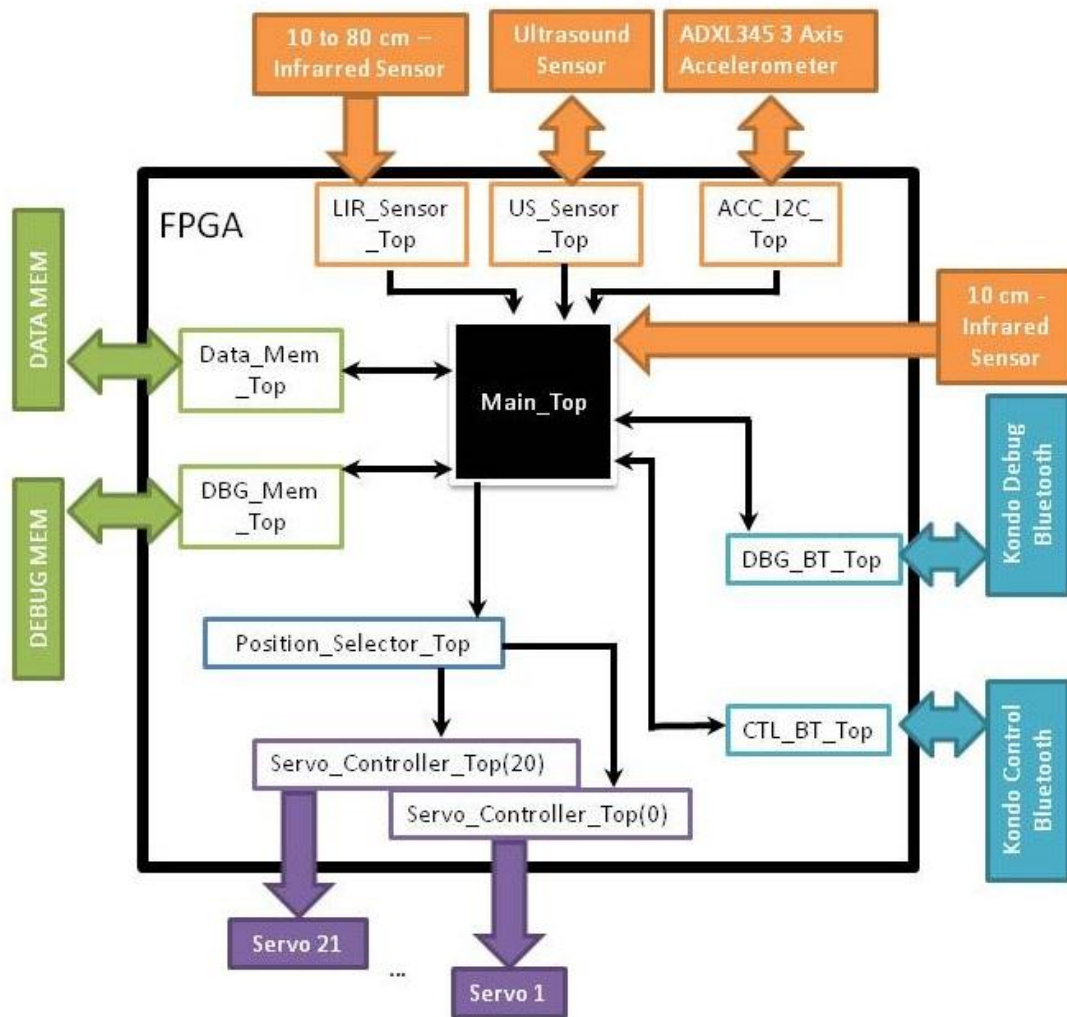 10 to 80 cm –
Infrarred Sensor
Ultrasound
Sensor
ADXL345 3 Axis
Accelerometer
FPGA
LIR_Sensor
_Top
US_Sensor
_Top
ACC_I2C_
Top
DATA MEM
Data_Mem
_Top
Main_Top
10 cm -
Infrared
Sensor
DEBUG MEM
DBG_Mem
_Top
DBG_BT_Top
Kondo Debug
Bluetooth
Position_Selector_Top
CTL_BT_Top
Kondo Control
Bluetooth
Servo_Controller_Top(20)
Servo_Controller_Top(0)
Servo 21
...
Servo 1